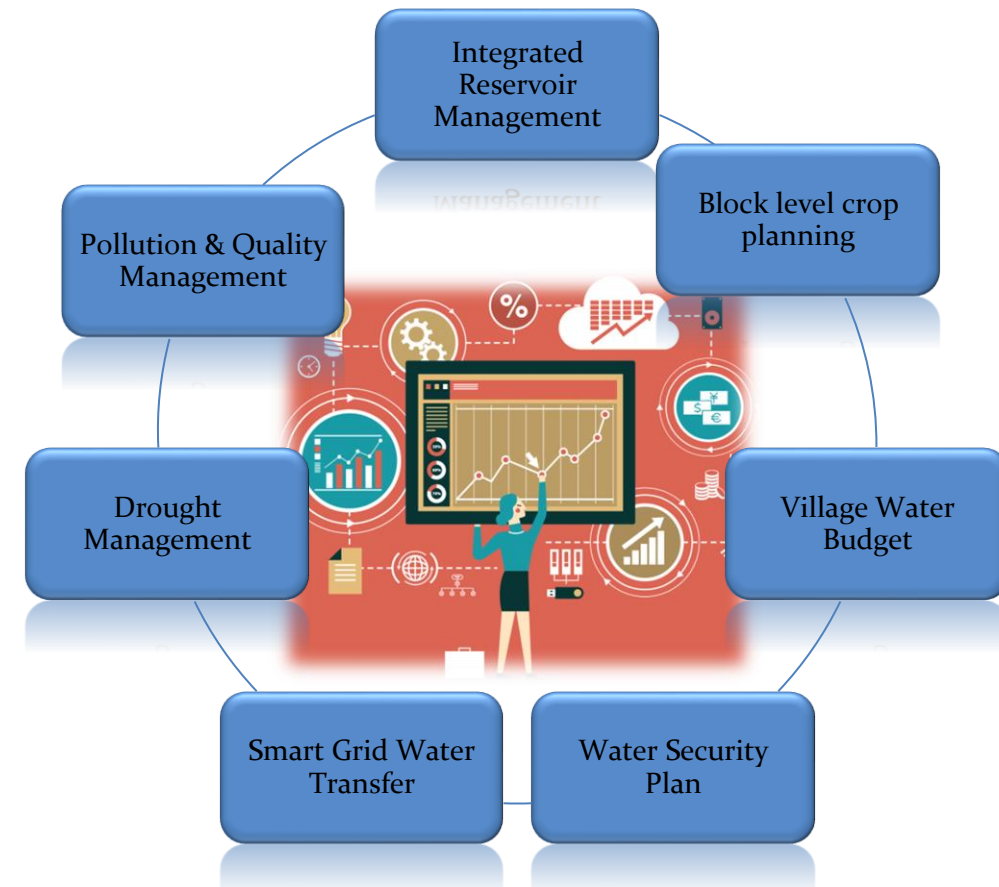 Integrated
Reservoir
Management
Block level crop
planning
Village Water
Budget
Water Security
Plan
Smart Grid Water
Transfer
Drought
Management
Pollution & Quality
Management
%
$
¥
€